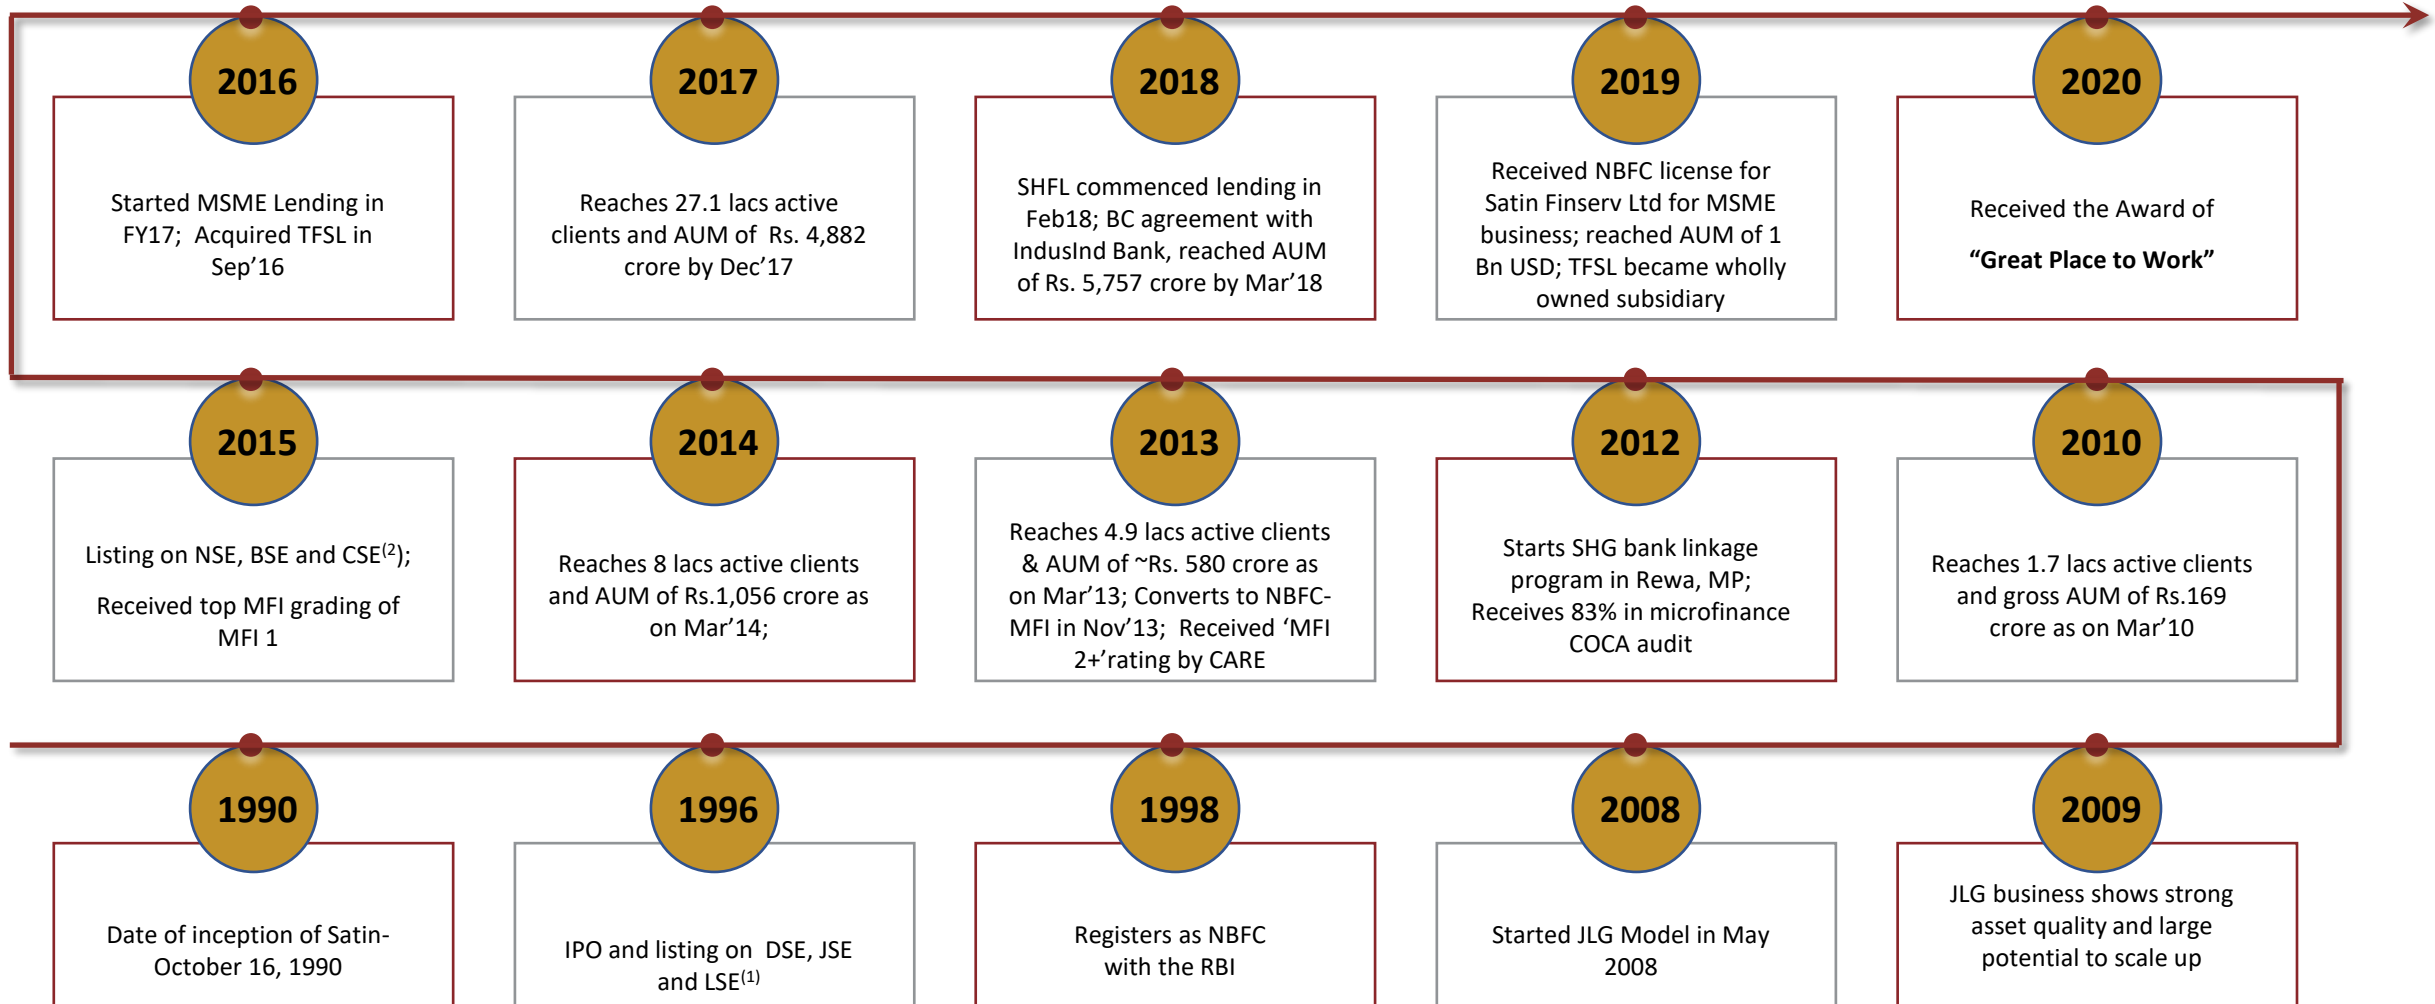 2016
Started MSME Lending in
FY17; Acquired TFSL in
Sep'16
2017
Reaches 27.1 lacs active
clients and AUM of Rs. 4,882
crore by Dec'17
2018
SHFL commenced lending in
Feb18; BC agreement with
IndusInd Bank, reached AUM
of Rs. 5,757 crore by Mar'18
2019
Received NBFC license for
Satin Finserv Ltd for MSME
business; reached AUM of 1
Bn USD; TFSL became wholly
owned subsidiary
2020
Received the Award of
“Great Place to Work”
2015
Listing on NSE, BSE and CSE(2);
Received top MFI grading of
MFI 1
2014
Reaches 8 lacs active clients
and AUM of Rs.1,056 crore as
on Mar'14;
2013
Reaches 4.9 lacs active clients
& AUM of ~Rs. 580 crore as
on Mar'13; Converts to NBFC-
MFI in Nov'13; Received ‘MFI
2+’rating by CARE
2012
Starts SHG bank linkage
program in Rewa, MP;
Receives 83% in microfinance
COCA audit
2010
Reaches 1.7 lacs active clients
and gross AUM of Rs.169
crore as on Mar'10
1990
Date of inception of Satin-
October 16, 1990
1996
IPO and listing on DSE, JSE
and LSE(1)
1998
Registers as NBFC
with the RBI
2008
Started JLG Model in May
2008
2009
JLG business shows strong
asset quality and large
potential to scale up